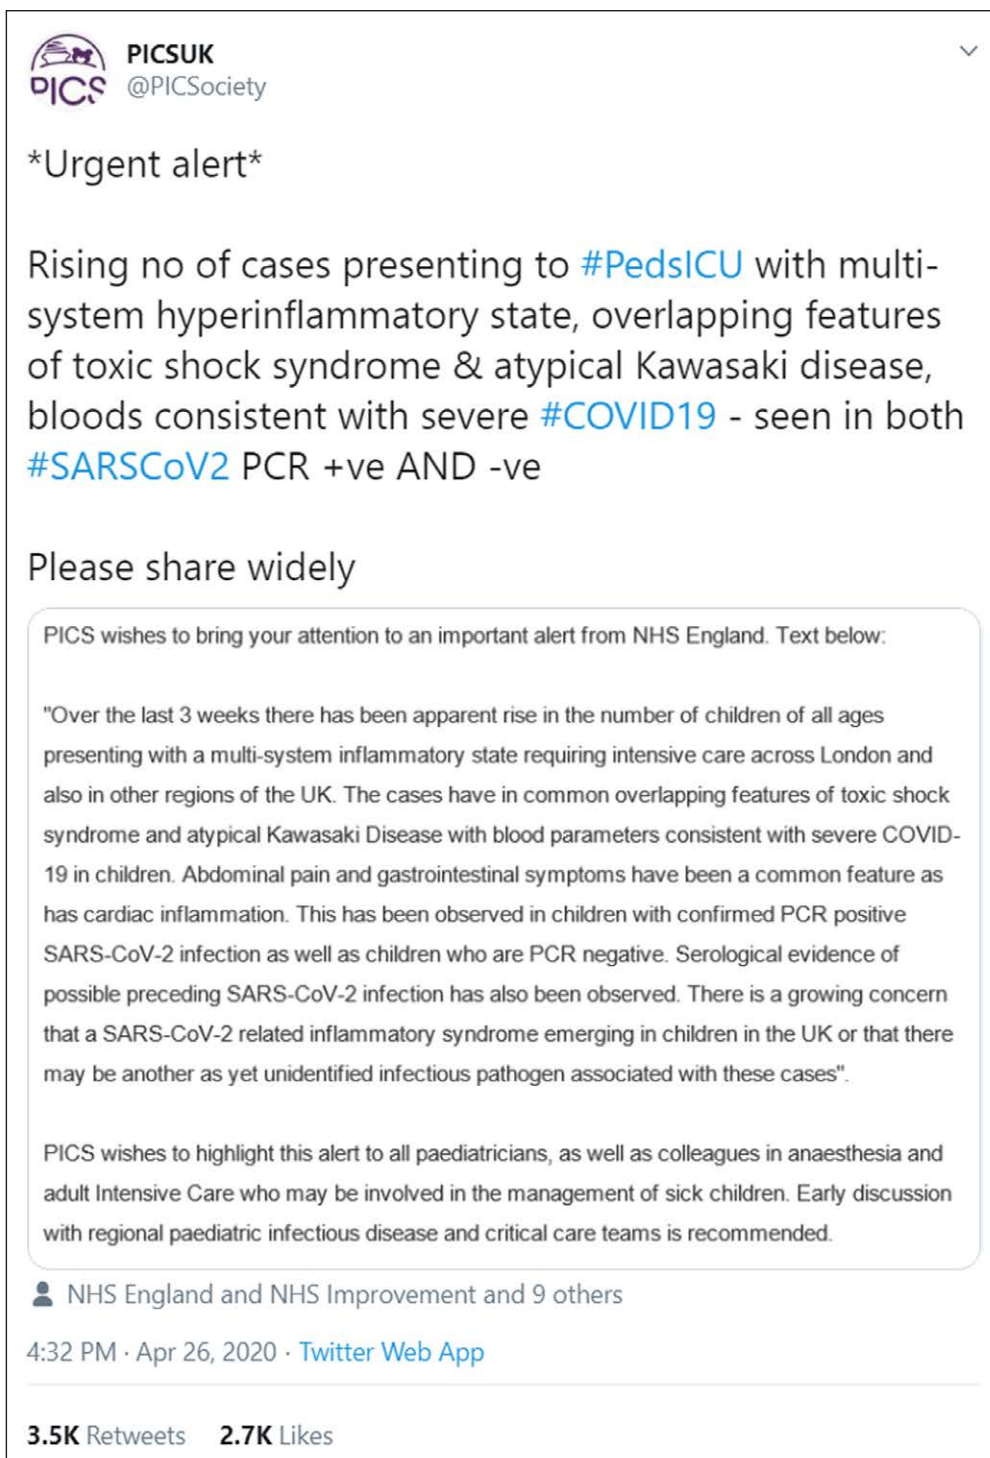 PICS
PICSUK
@PICSociety
*Urgent alert*
Rising no of cases presenting to #PedsICU with multi-
system hyperinflammatory state, overlapping features
of toxic shock syndrome & atypical Kawasaki disease,
bloods consistent with severe #COVID19 - seen in both
#SARSCoV2 PCR +ve AND -ve
Please share widely
PICS wishes to bring your attention to an important alert from NHS England. Text below:
"Over the last 3 weeks there has been apparent rise in the number of children of all ages
presenting with a multi-system inflammatory state requiring intensive care across London and
also in other regions of the UK. The cases have in common overlapping features of toxic shock
syndrome and atypical Kawasaki Disease with blood parameters consistent with severe COVID-
19 in children. Abdominal pain and gastrointestinal symptoms have been a common feature as
has cardiac inflammation. This has been observed in children with confirmed PCR positive
SARS-CoV-2 infection as well as children who are PCR negative. Serological evidence of
possible preceding SARS-CoV-2 infection has also been observed. There is a growing concern
that a SARS-CoV-2 related inflammatory syndrome emerging in children in the UK or that there
may be another as yet unidentified infectious pathogen associated with these cases".
PICS wishes to highlight this alert to all paediatricians, as well as colleagues in anaesthesia and
adult Intensive Care who may be involved in the management of sick children. Early discussion
with regional paediatric infectious disease and critical care teams is recommended.
NHS England and NHS Improvement and 9 others
4:32 PM · Apr 26, 2020 · Twitter Web App
3.5K Retweets 2.7K Likes